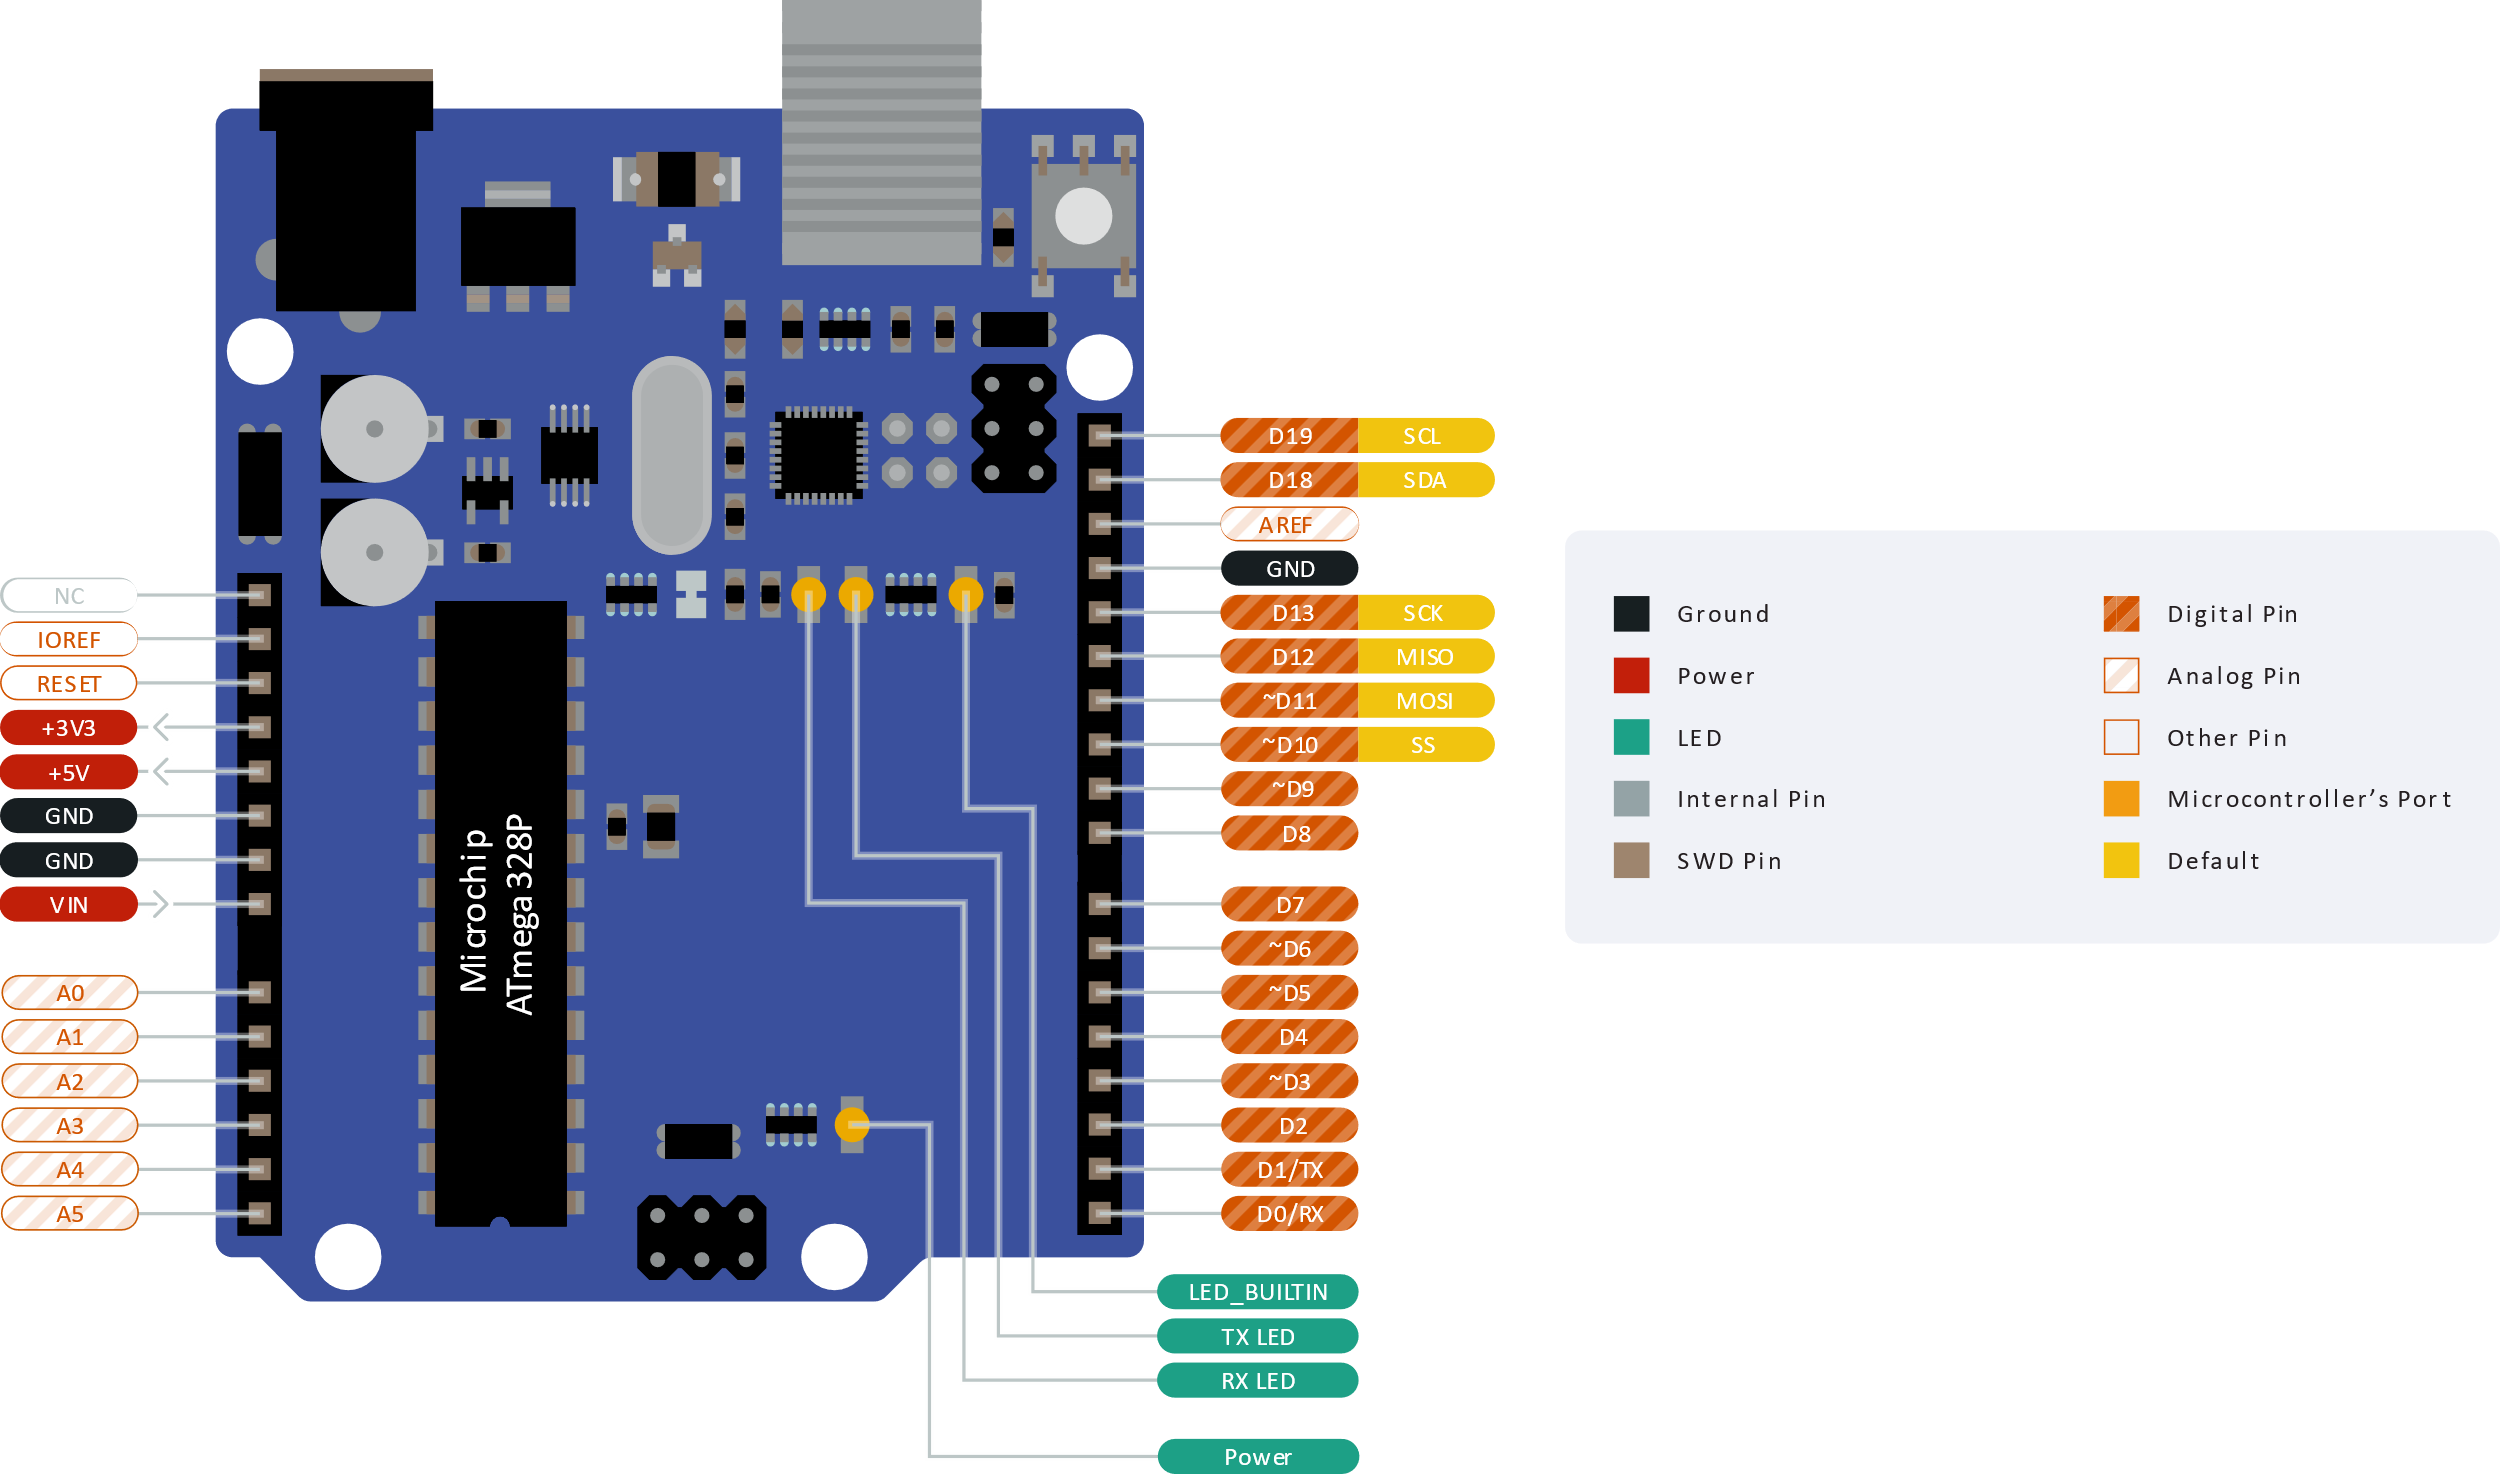 NC
IOREF
RESET
+3V3
+5V
GND
GND
VIN
A0
A1
A2
A3
A4
A5
Microchip
ATmega328P
D19 SCL
D18 SDA
AREF
GND
D13 SCK
D12 MISO
~D11 MOSI
~D10 SS
~D9
D8
D7
~D6
~D5
D4
~D3
D2
D1/TX
D0/RX
LED_BUILTIN
TX LED
RX LED
Power
Ground
Power
LED
Internal Pin
SWD Pin
Digital Pin
Analog Pin
Other Pin
Microcontroller’s Port
Default